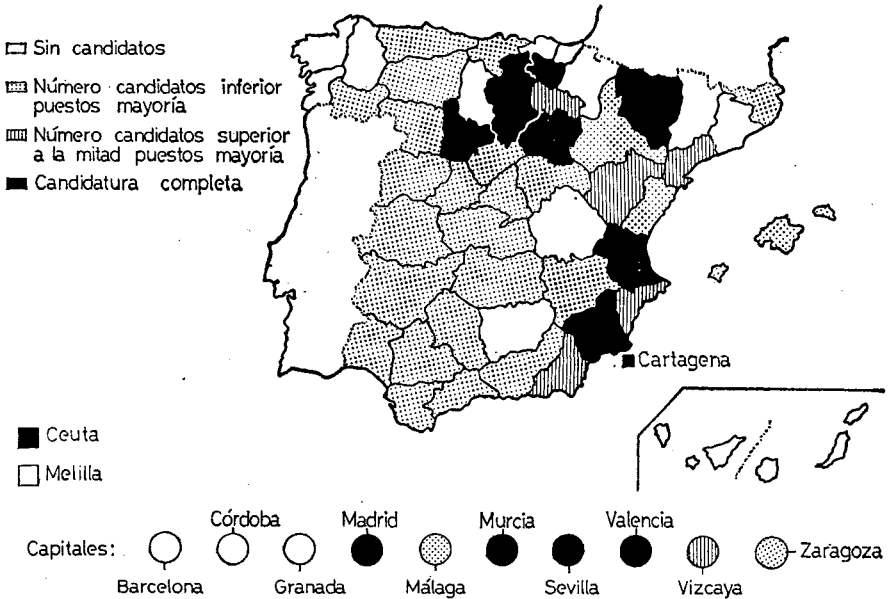 Sin candidatos
Número candidatos inferior
puestos mayoría
Número candidatos superior
a la mitad puestos mayoría
Candidatura completa
Cartagena
Ceuta
Melilla
Córdoba
Madrid
Murcia
Valencia
Capitales:
Zaragoza
Barcelona
Granada
Málaga
Sevilla
Vizcaya